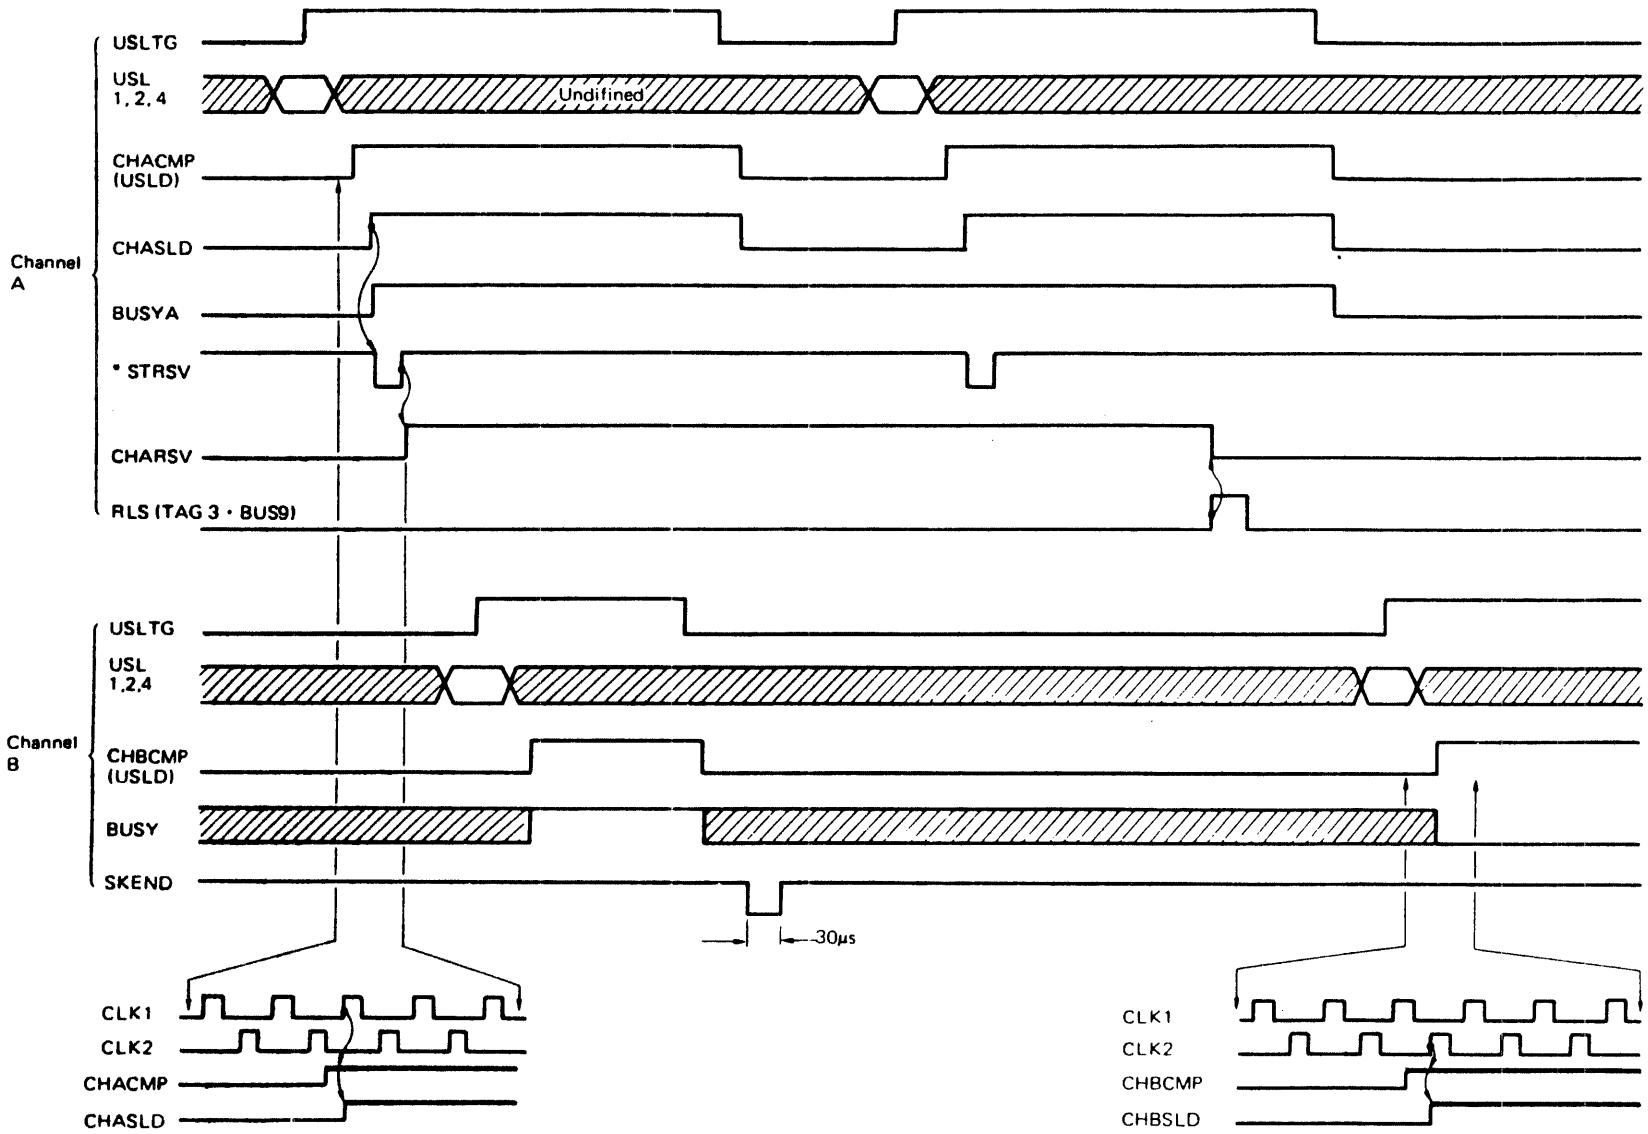 USLTG
USL
1, 2, 4
Undifined
CHACMP
(USLD)
CHASLD
Channel
A
BUSYA
* STRSV
CHARSV
RLS (TAG 3 · BUS9)
USLTG
USL
1,2,4
Channel
B
CHBCMP
(USLD)
BUSY
SKEND
30μs
CLK1
CLK2
CHACMP
CHASLD
CLK1
CLK2
CHBCMP
CHBSLD